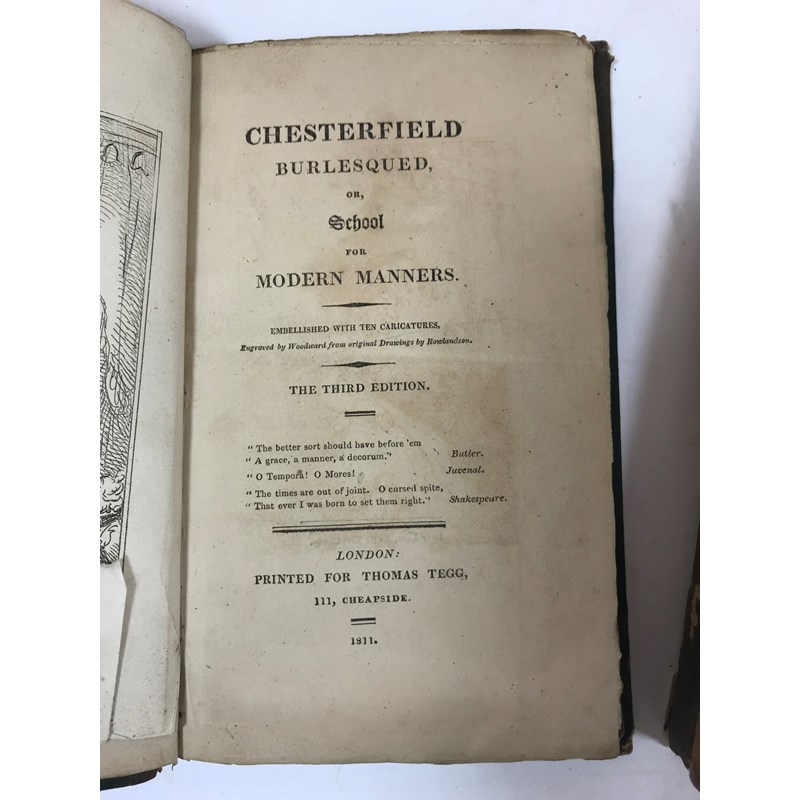 CHESTERFIELD
BURLESQUED,
OR,
School
FOR
MODERN MANNERS.
EMBELLISHED WITH TEN CARICATURES,
Engraved by Woodward from original Drawings by Rowlandson.
THE THIRD EDITION.
" The better sort should have before 'em
" A grace, a manner, a decorum." Butler.
" O Tempora! O Mores! Juvenal.
" The times are out of joint. O cursed spite,
" That ever I was born to set them right." Shakespeare.
LONDON:
PRINTED FOR THOMAS TEGG,
111, CHEAPSIDE.
1811.